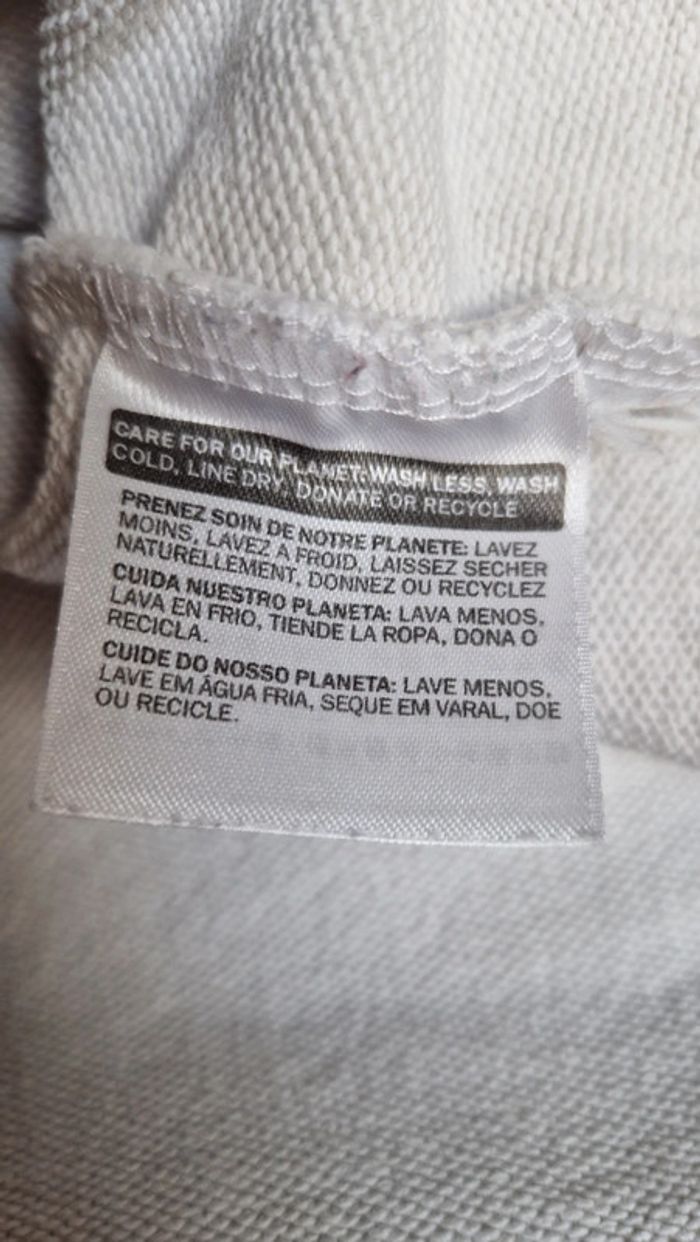 CARE FOR OUR PLANET: WASH LESS, WASH
COLD, LINE DRY, DONATE OR RECYCLE
PRENEZ SOIN DE NOTRE PLANETE: LAVEZ
MOINS, LAVEZ A FROID, LAISSEZ SECHER
NATURELLEMENT, DONNEZ OU RECYCLEZ
CUIDA NUESTRO PLANETA: LAVA MENOS,
LAVA EN FRIO, TIENDE LA ROPA, DONA O
RECICLA.
CUIDE DO NOSSO PLANETA: LAVE MENOS,
LAVE EM ÁGUA FRIA, SEQUE EM VARAL, DOE
OU RECICLE.